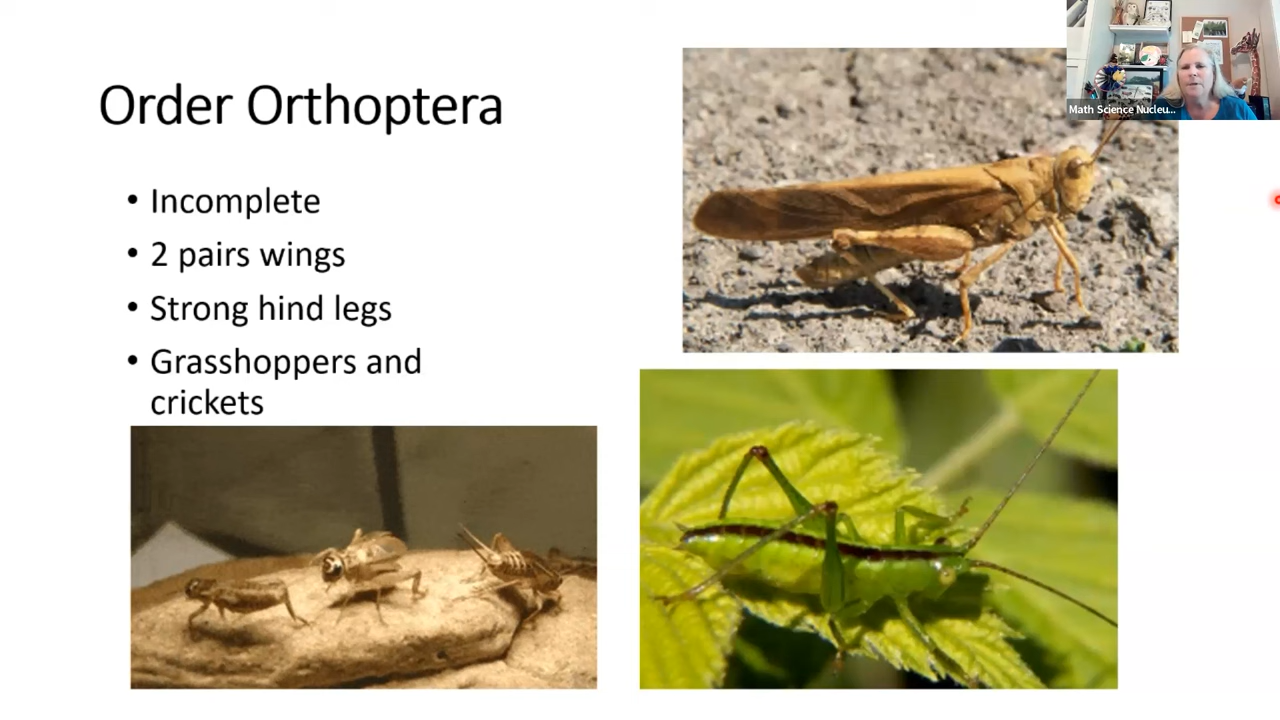 Order Orthoptera
• Incomplete
• 2 pairs wings
• Strong hind legs
• Grasshoppers and
crickets
Math Science Nucleu...